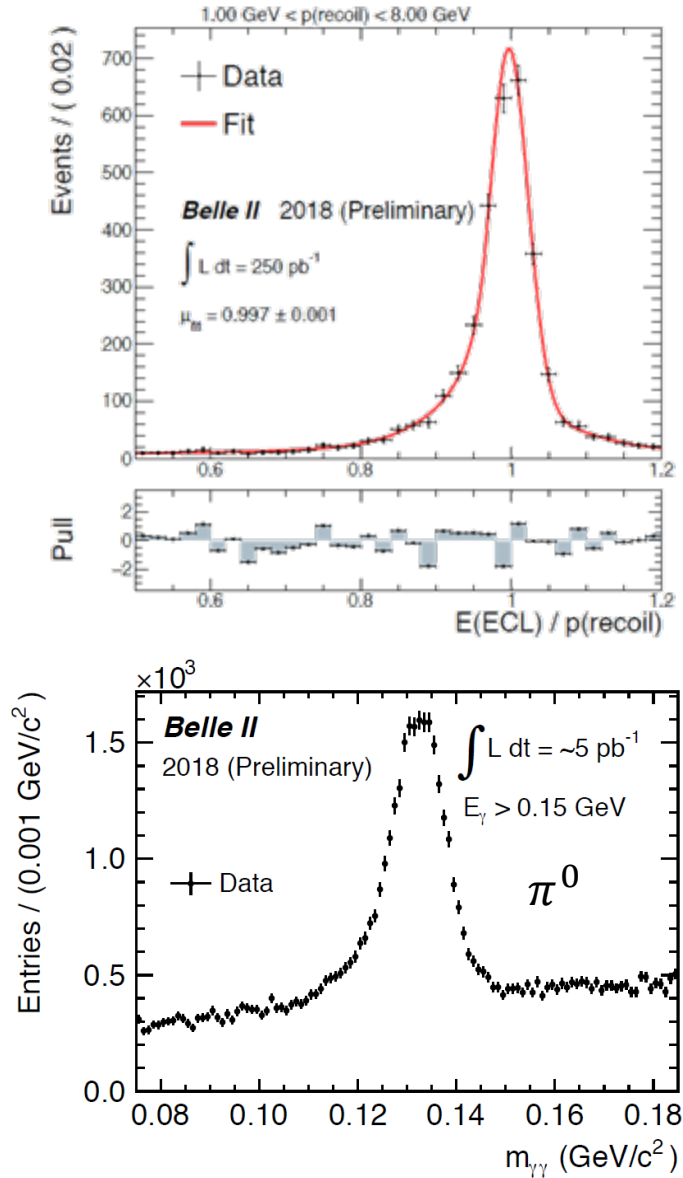 1.00 GeV < p(recoil) < 8.00 GeV
Events / ( 0.02 )
700
600
500
400
300
200
100
0
Data
Fit
Belle II 2018 (Preliminary)
∫ L dt = 250 pb⁻¹
μ_fit = 0.997 ± 0.001
0.6 0.8 1 1.2
Pull
2
0
−2
0.6 0.8 1 1.2
E(ECL) / p(recoil)
×10³
Entries / (0.001 GeV/c²)
1.5
1.0
0.5
0.0
Belle II
2018 (Preliminary)
∫ L dt = ~5 pb⁻¹
E_γ > 0.15 GeV
Data
π⁰
0.08 0.10 0.12 0.14 0.16 0.18
m_γγ (GeV/c²)